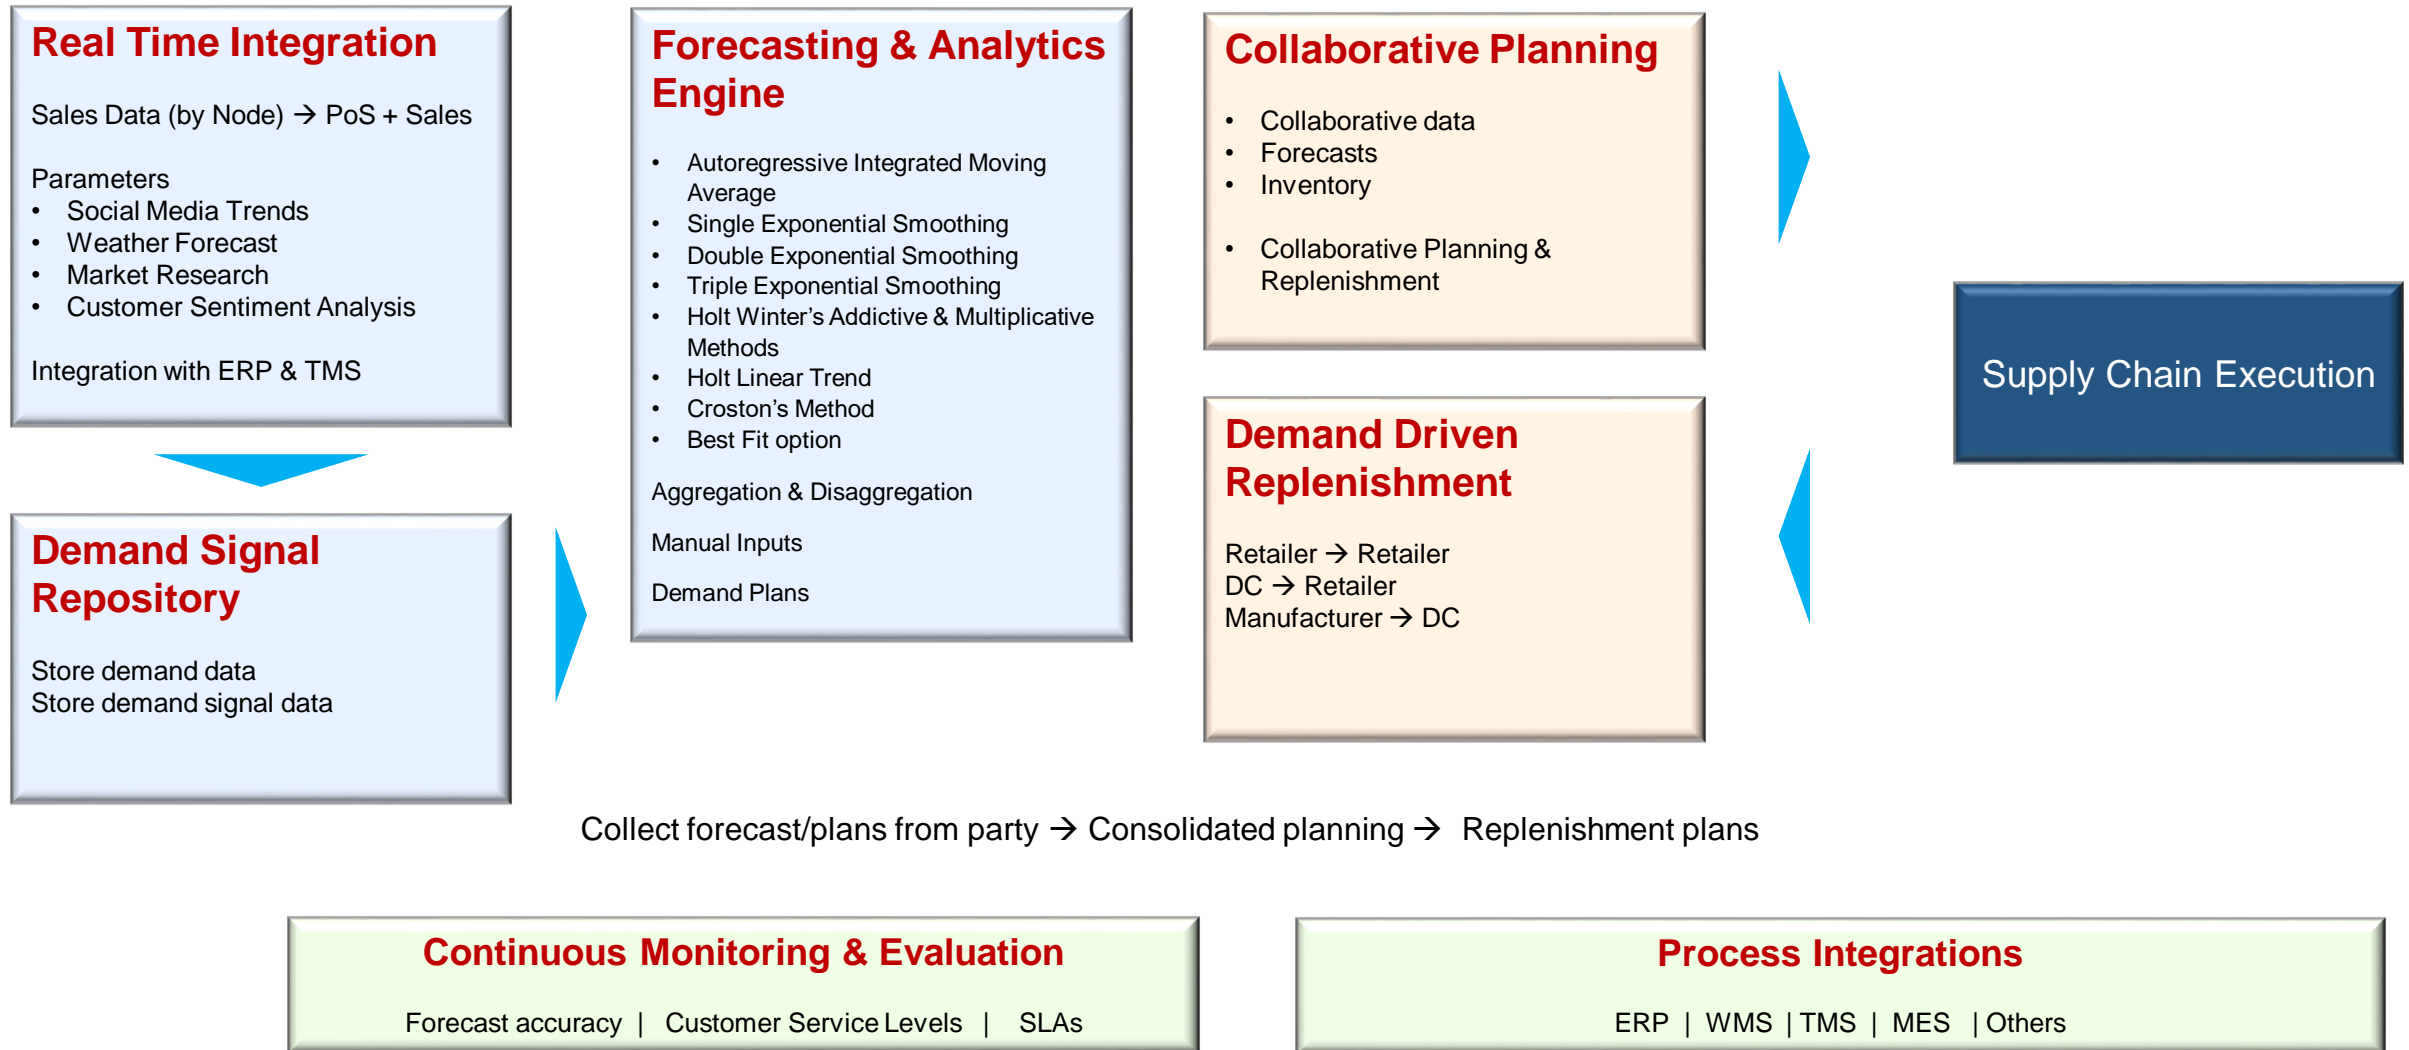 Real Time Integration
Sales Data (by Node) → PoS + Sales
Parameters
• Social Media Trends
• Weather Forecast
• Market Research
• Customer Sentiment Analysis
Integration with ERP & TMS
Demand Signal
Repository
Store demand data
Store demand signal data
Forecasting & Analytics
Engine
• Autoregressive Integrated Moving
Average
• Single Exponential Smoothing
• Double Exponential Smoothing
• Triple Exponential Smoothing
• Holt Winter’s Addictive & Multiplicative
Methods
• Holt Linear Trend
• Croston’s Method
• Best Fit option
Aggregation & Disaggregation
Manual Inputs
Demand Plans
Collaborative Planning
• Collaborative data
• Forecasts
• Inventory
• Collaborative Planning &
Replenishment
Demand Driven
Replenishment
Retailer → Retailer
DC → Retailer
Manufacturer → DC
Supply Chain Execution
Collect forecast/plans from party → Consolidated planning → Replenishment plans
Continuous Monitoring & Evaluation
Forecast accuracy | Customer Service Levels | SLAs
Process Integrations
ERP | WMS | TMS | MES | Others